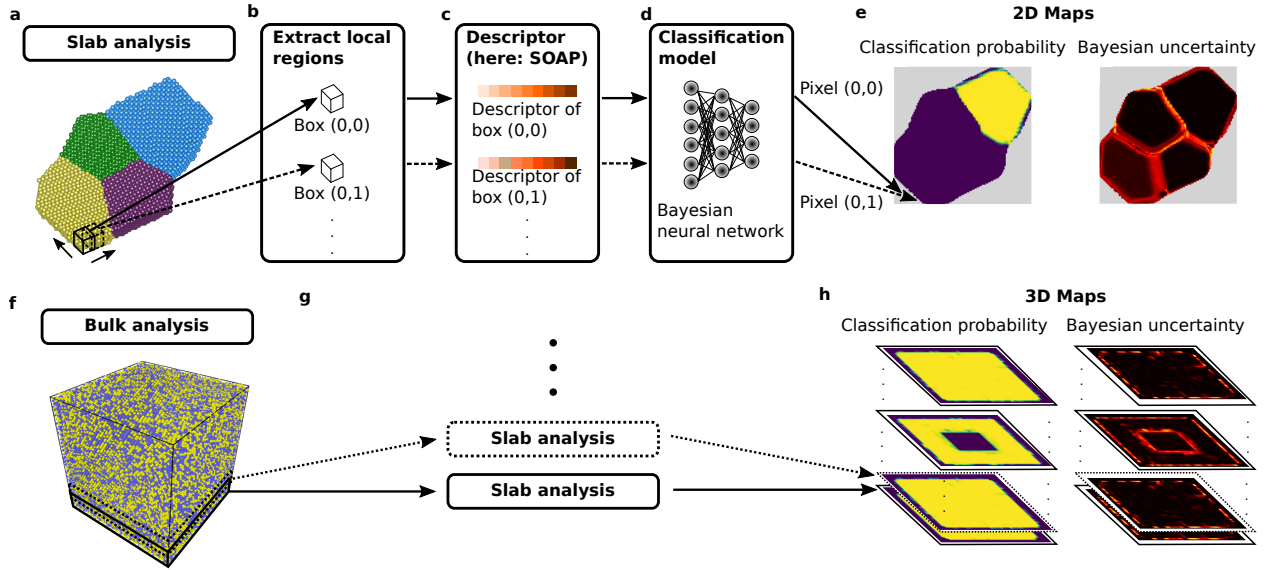 a
Slab analysis
b
Extract local
regions
Box (0,0)
Box (0,1)
.
.
.
c
Descriptor
(here: SOAP)
Descriptor of
box (0,0)
Descriptor of
box (0,1)
.
.
.
d
Classification
model
Bayesian
neural network
Pixel (0,0)
Pixel (0,1)
e
2D Maps
Classification probability
Bayesian uncertainty
f
Bulk analysis
g
Slab analysis
Slab analysis
h
3D Maps
Classification probability
Bayesian uncertainty